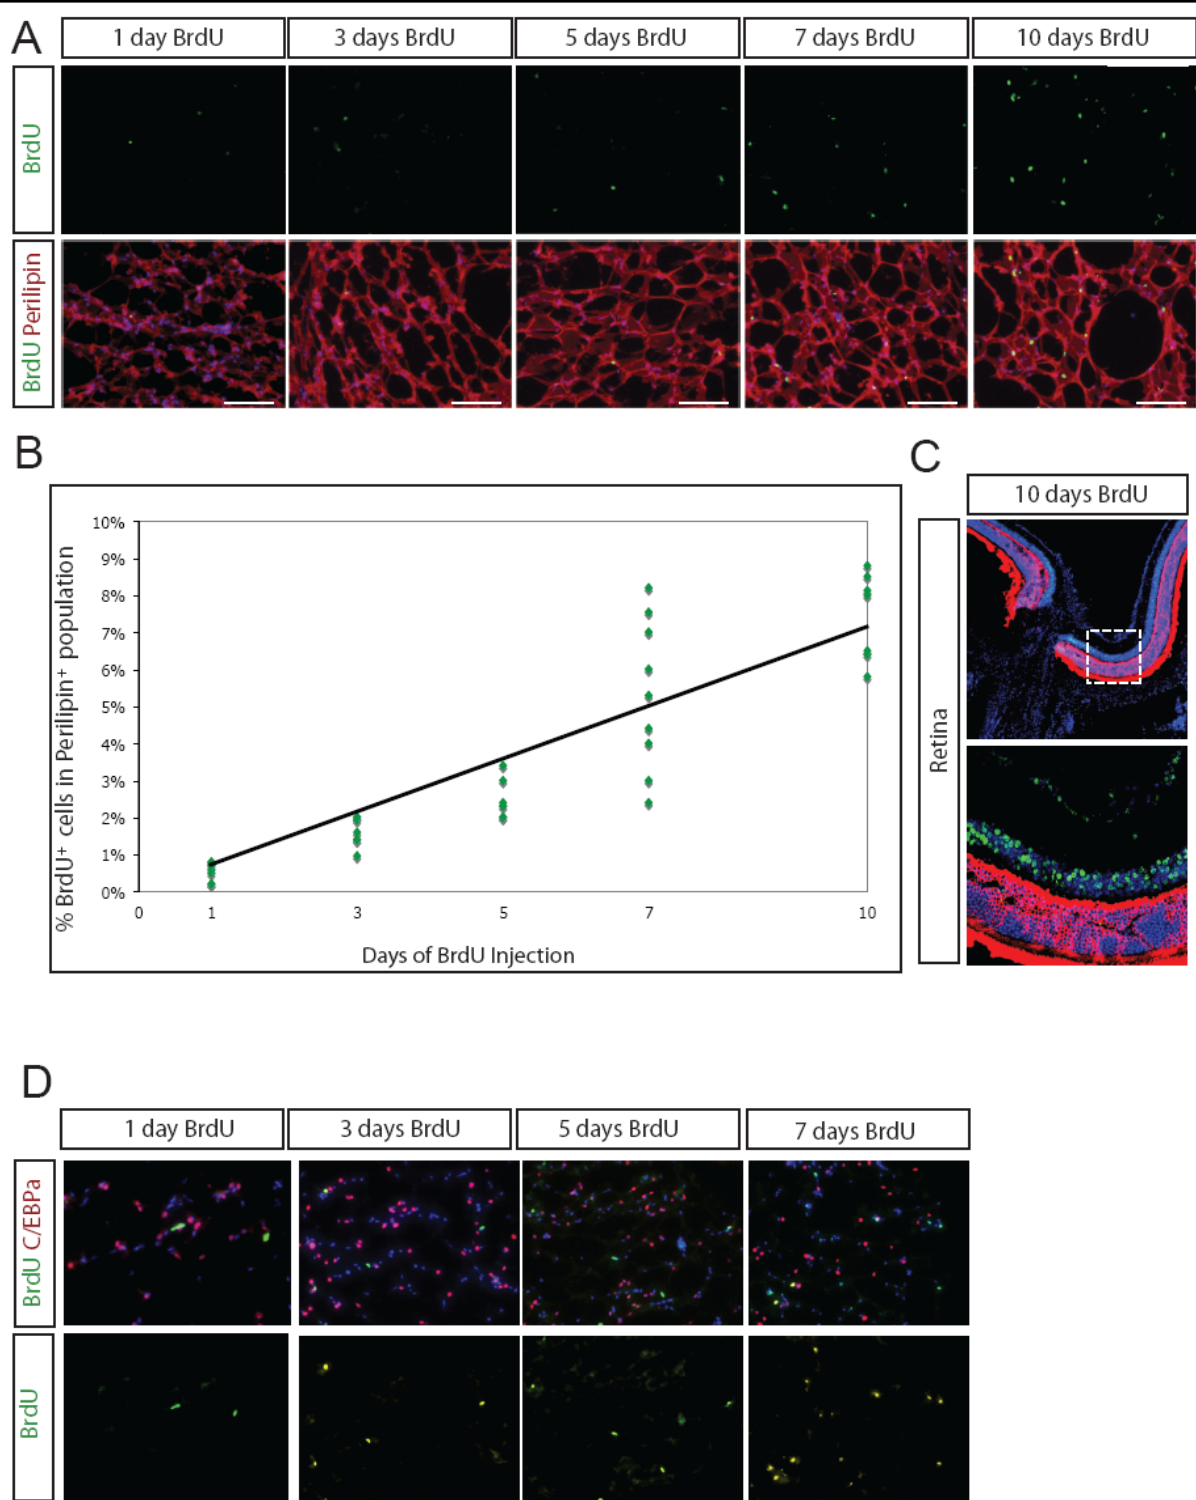 A
1 day BrdU
3 days BrdU
5 days BrdU
7 days BrdU
10 days BrdU
BrdU
BrdU Perilipin
B
% BrdU⁺ cells in Perilipin⁺ population
10%
9%
8%
7%
6%
5%
4%
3%
2%
1%
0%
0 1 3 5 7 10
Days of BrdU Injection
C
10 days BrdU
Retina
D
1 day BrdU
3 days BrdU
5 days BrdU
7 days BrdU
BrdU C/EBPa
BrdU